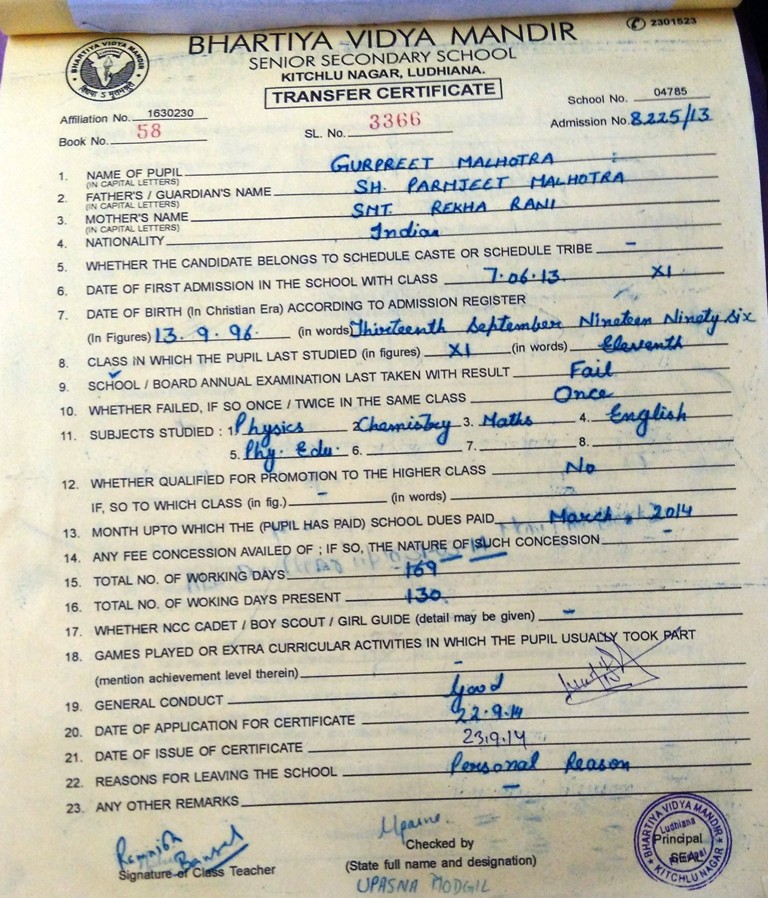 ✆ 2301523
BHARTIYA VIDYA MANDIR
SENIOR SECONDARY SCHOOL
KITCHLU NAGAR, LUDHIANA.
TRANSFER CERTIFICATE
Affiliation No. 1630230
School No. 04785
Book No. 58
SL. No. 3366
Admission No. 8225/13
1. NAME OF PUPIL GURPREET MALHOTRA
(IN CAPITAL LETTERS)
2. FATHER'S / GUARDIAN'S NAME SH. PARMJEET MALHOTRA
(IN CAPITAL LETTERS)
3. MOTHER'S NAME SMT. REKHA RANI
(IN CAPITAL LETTERS)
4. NATIONALITY Indian
5. WHETHER THE CANDIDATE BELONGS TO SCHEDULE CASTE OR SCHEDULE TRIBE -
6. DATE OF FIRST ADMISSION IN THE SCHOOL WITH CLASS 7.06.13. XI
7. DATE OF BIRTH (In Christian Era) ACCORDING TO ADMISSION REGISTER
(In Figures) 13.9.96. (in words) Thirteenth September Nineteen Ninety Six
8. CLASS IN WHICH THE PUPIL LAST STUDIED (in figures) XI (in words) Eleventh
9. SCHOOL / BOARD ANNUAL EXAMINATION LAST TAKEN WITH RESULT Fail
10. WHETHER FAILED, IF SO ONCE / TWICE IN THE SAME CLASS Once
11. SUBJECTS STUDIED : 1. Physics 2. Chemistry 3. Maths 4. English
5. Phy. Edu. 6. 7. 8.
12. WHETHER QUALIFIED FOR PROMOTION TO THE HIGHER CLASS No
IF, SO TO WHICH CLASS (in fig.) - (in words)
13. MONTH UPTO WHICH THE (PUPIL HAS PAID) SCHOOL DUES PAID March, 2014
14. ANY FEE CONCESSION AVAILED OF ; IF SO, THE NATURE OF SUCH CONCESSION -
15. TOTAL NO. OF WORKING DAYS 169
16. TOTAL NO. OF WOKING DAYS PRESENT 130
17. WHETHER NCC CADET / BOY SCOUT / GIRL GUIDE (detail may be given) -
18. GAMES PLAYED OR EXTRA CURRICULAR ACTIVITIES IN WHICH THE PUPIL USUALLY TOOK PART
(mention achievement level therein) -
19. GENERAL CONDUCT Good
20. DATE OF APPLICATION FOR CERTIFICATE 22.9.14
21. DATE OF ISSUE OF CERTIFICATE 23.9.14
22. REASONS FOR LEAVING THE SCHOOL Personal Reason
23. ANY OTHER REMARKS -
Bansal
Signature of Class Teacher
Upasna
Checked by
(State full name and designation)
UPASNA MODGIL
BHARTIYA VIDYA MANDIR
KITCHLU NAGAR
Ludhiana
Principal
SEAL